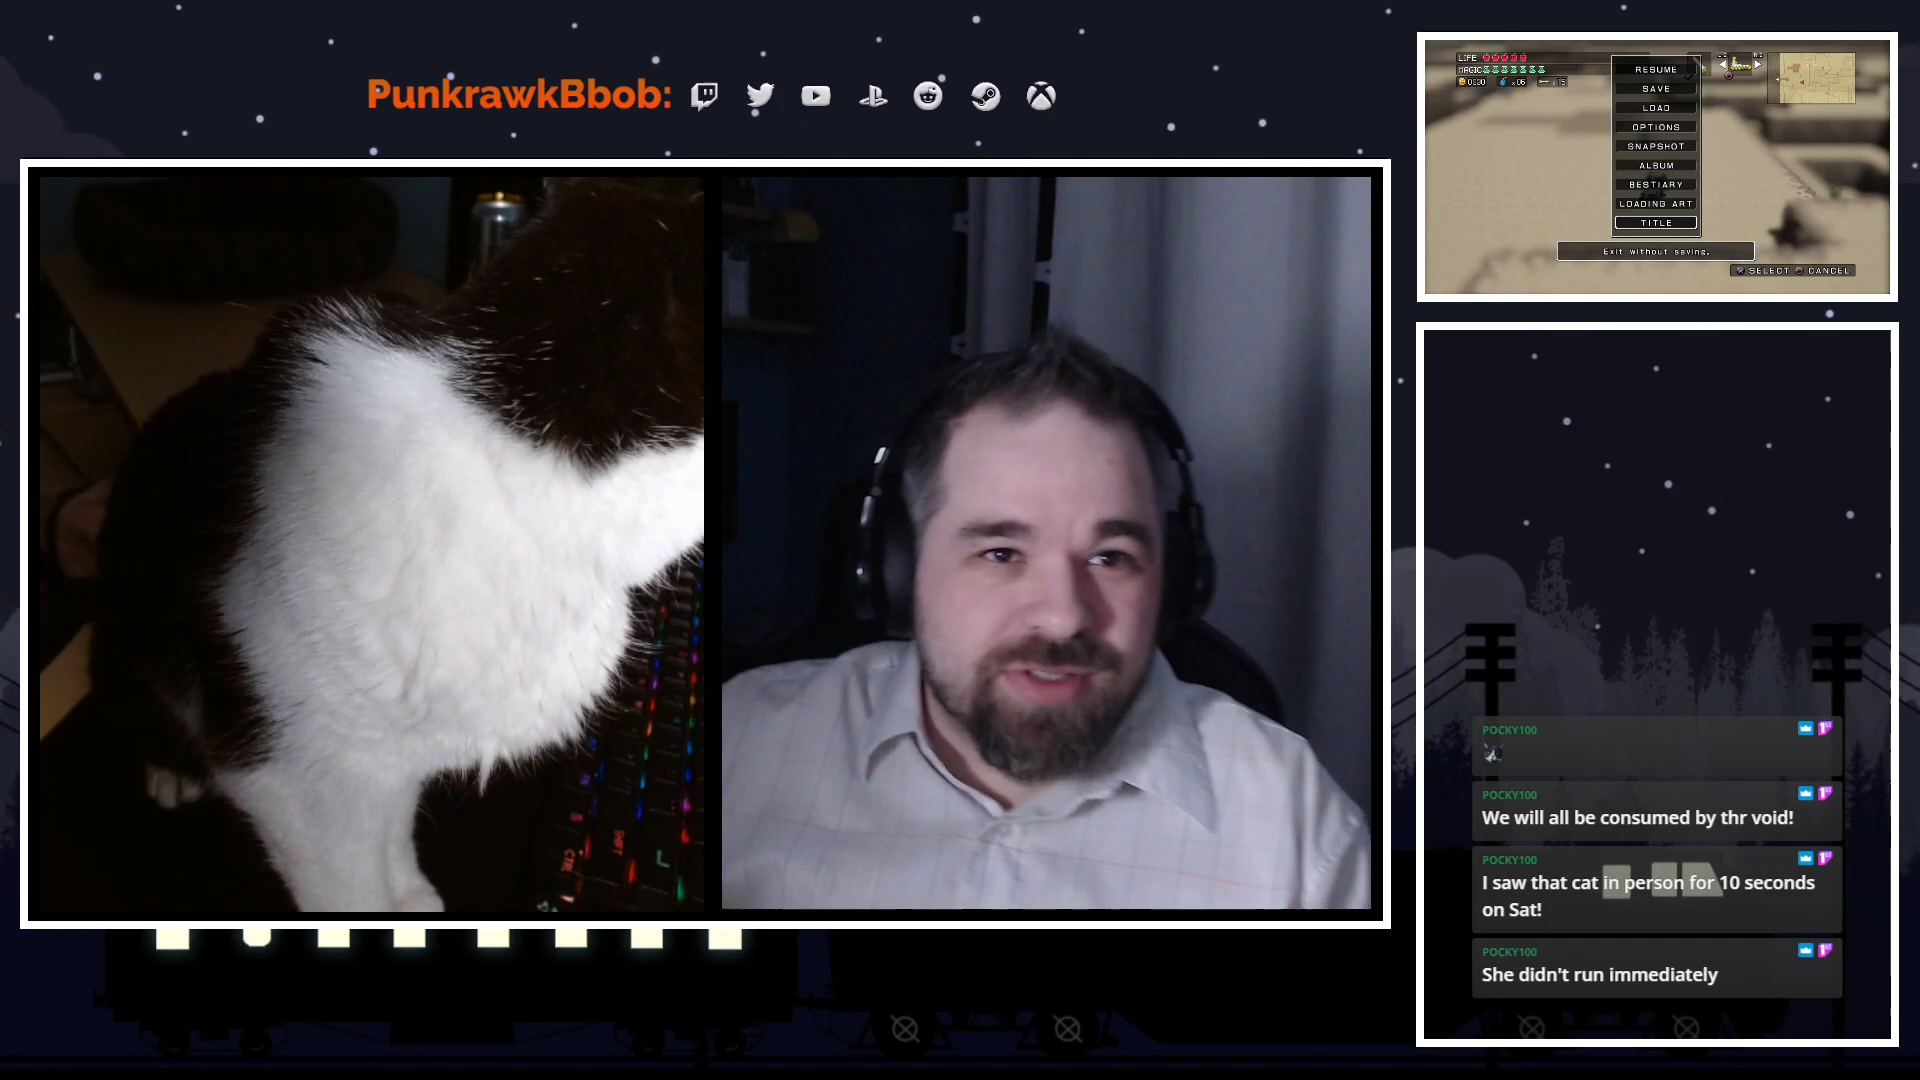 PunkrawkBbob:
LIFE
MAGIC
RESUME
SAVE
LOAD
OPTIONS
SNAPSHOT
ALBUM
BESTIARY
LOADING ART
TITLE
Exit without saving.
SELECT CANCEL
SHIFT
CTRL
POCKY100
POCKY100
We will all be consumed by thr void!
POCKY100
I saw that cat in person for 10 seconds
on Sat!
POCKY100
She didn't run immediately